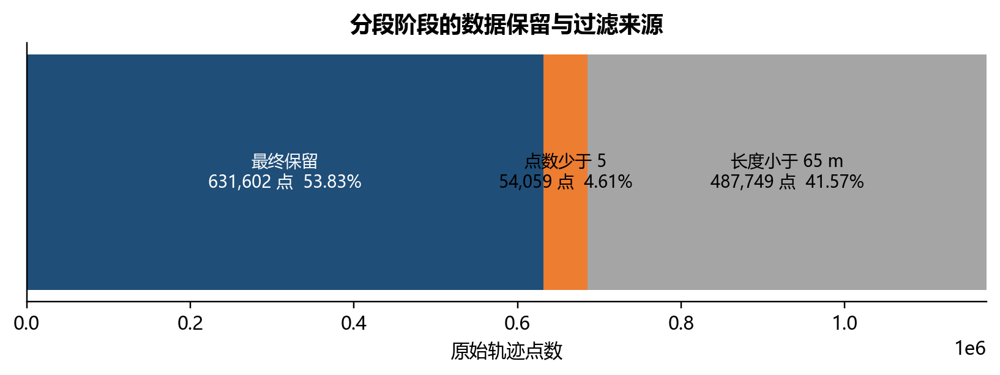 分段阶段的数据保留与过滤来源
最终保留
631,602 点  53.83%
点数少于 5
54,059 点  4.61%
长度小于 65 m
487,749 点  41.57%
0.0
0.2
0.4
0.6
0.8
1.0
1e6
原始轨迹点数